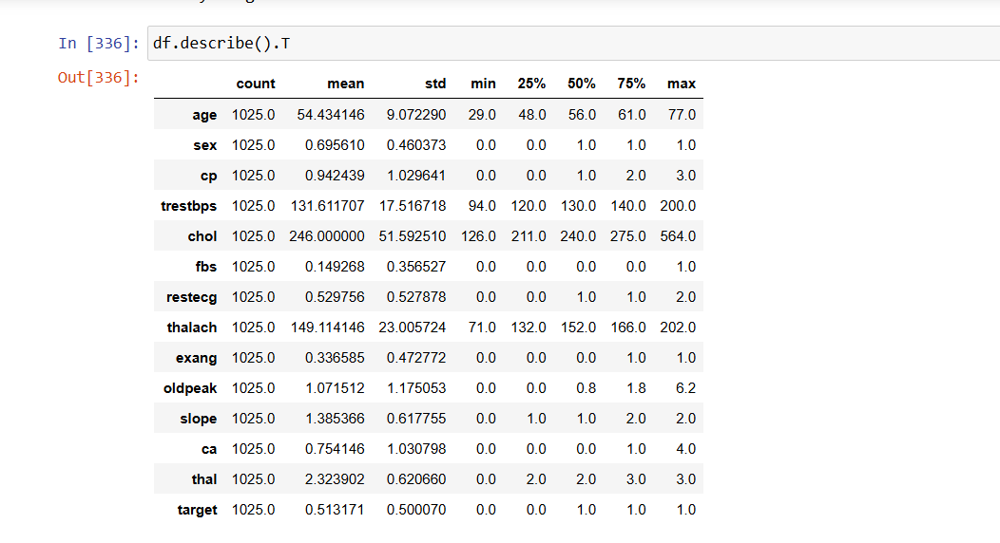 In [336]: df.describe().T
Out[336]:
count mean std min 25% 50% 75% max
age 1025.0 54.434146 9.072290 29.0 48.0 56.0 61.0 77.0
sex 1025.0 0.695610 0.460373 0.0 0.0 1.0 1.0 1.0
cp 1025.0 0.942439 1.029641 0.0 0.0 1.0 2.0 3.0
trestbps 1025.0 131.611707 17.516718 94.0 120.0 130.0 140.0 200.0
chol 1025.0 246.000000 51.592510 126.0 211.0 240.0 275.0 564.0
fbs 1025.0 0.149268 0.356527 0.0 0.0 0.0 0.0 1.0
restecg 1025.0 0.529756 0.527878 0.0 0.0 1.0 1.0 2.0
thalach 1025.0 149.114146 23.005724 71.0 132.0 152.0 166.0 202.0
exang 1025.0 0.336585 0.472772 0.0 0.0 0.0 1.0 1.0
oldpeak 1025.0 1.071512 1.175053 0.0 0.0 0.8 1.8 6.2
slope 1025.0 1.385366 0.617755 0.0 1.0 1.0 2.0 2.0
ca 1025.0 0.754146 1.030798 0.0 0.0 0.0 1.0 4.0
thal 1025.0 2.323902 0.620660 0.0 2.0 2.0 3.0 3.0
target 1025.0 0.513171 0.500070 0.0 0.0 1.0 1.0 1.0